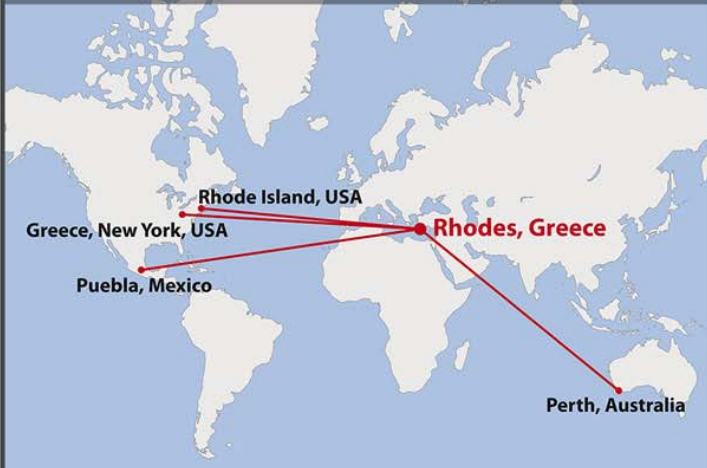 Rhode Island, USA
Greece, New York, USA
Rhodes, Greece
Puebla, Mexico
Perth, Australia